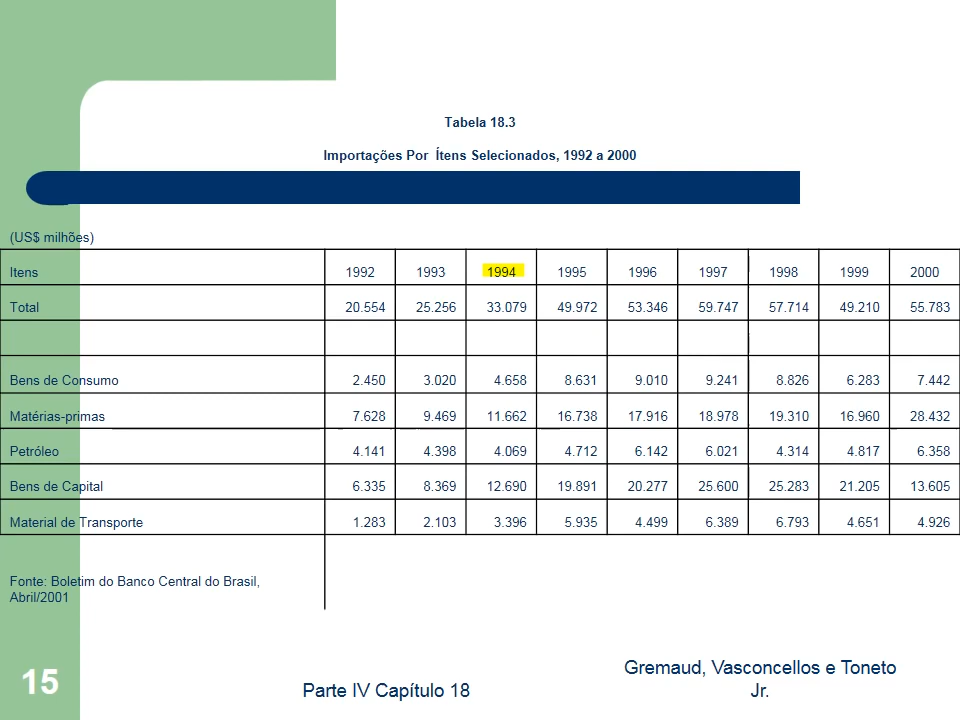 Tabela 18.3
Importações Por Ítens Selecionados, 1992 a 2000
(US$ milhões)
Itens 1992 1993 1994 1995 1996 1997 1998 1999 2000
Total 20.554 25.256 33.079 49.972 53.346 59.747 57.714 49.210 55.783
Bens de Consumo 2.450 3.020 4.658 8.631 9.010 9.241 8.826 6.283 7.442
Matérias-primas 7.628 9.469 11.662 16.738 17.916 18.978 19.310 16.960 28.432
Petróleo 4.141 4.398 4.069 4.712 6.142 6.021 4.314 4.817 6.358
Bens de Capital 6.335 8.369 12.690 19.891 20.277 25.600 25.283 21.205 13.605
Material de Transporte 1.283 2.103 3.396 5.935 4.499 6.389 6.793 4.651 4.926
Fonte: Boletim do Banco Central do Brasil,
Abril/2001
15
Parte IV Capítulo 18
Gremaud, Vasconcellos e Toneto
Jr.